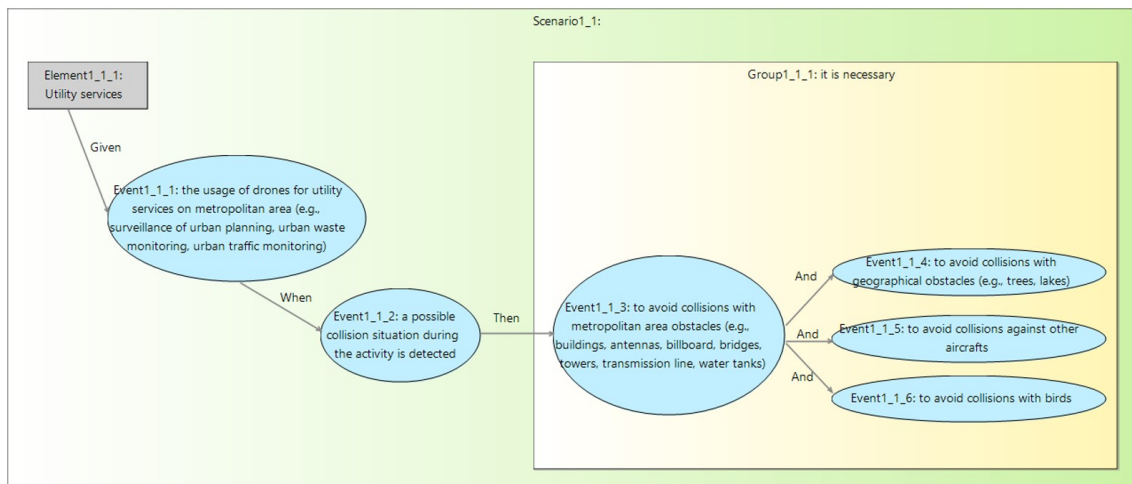 Scenario1_1:
Element1_1_1:
Utility services
Group1_1_1: it is necessary
Given
Event1_1_1: the usage of drones for utility
services on metropolitan area (e.g.,
surveillance of urban planning, urban waste
monitoring, urban traffic monitoring)
When
Event1_1_2: a possible
collision situation during
the activity is detected
Then
Event1_1_3: to avoid collisions with
metropolitan area obstacles (e.g.,
buildings, antennas, billboard, bridges,
towers, transmission line, water tanks)
And
Event1_1_4: to avoid collisions with
geographical obstacles (e.g., trees, lakes)
And
Event1_1_5: to avoid collisions against other
aircrafts
And
Event1_1_6: to avoid collisions with birds